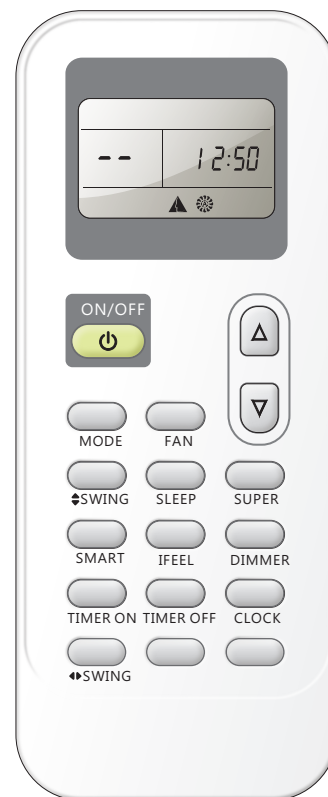 -- 12:50
ON/OFF
MODE FAN
SWING SLEEP SUPER
SMART IFEEL DIMMER
TIMER ON TIMER OFF CLOCK
SWING